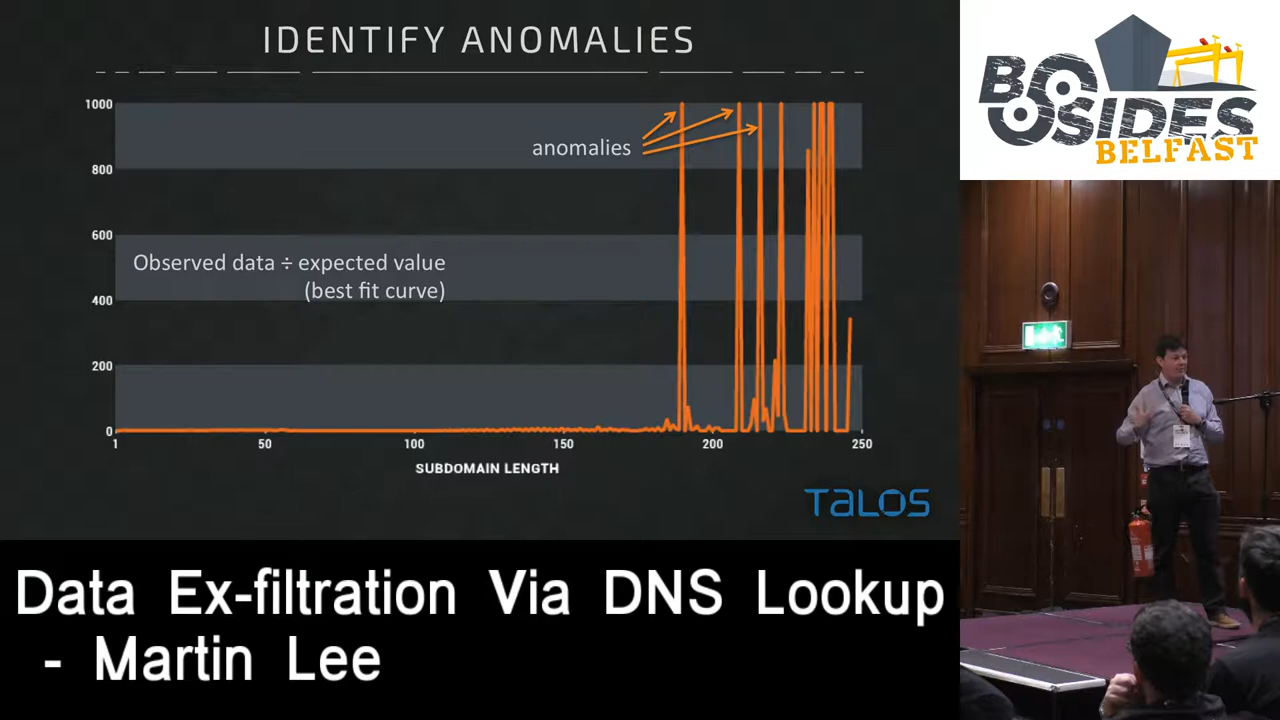 IDENTIFY ANOMALIES
1000
800
600
400
200
0
anomalies
Observed data ÷ expected value
(best fit curve)
1
50
100
150
200
250
SUBDOMAIN LENGTH
TALOS
BSIDES
BELFAST
Data Ex-filtration Via DNS Lookup
- Martin Lee